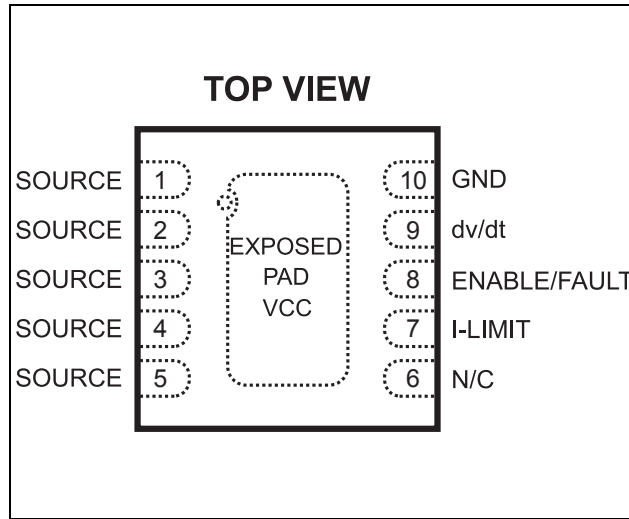 TOP VIEW
SOURCE 1
SOURCE 2
SOURCE 3
SOURCE 4
SOURCE 5
EXPOSED
PAD
VCC
10 GND
9 dv/dt
8 ENABLE/FAULT
7 I-LIMIT
6 N/C